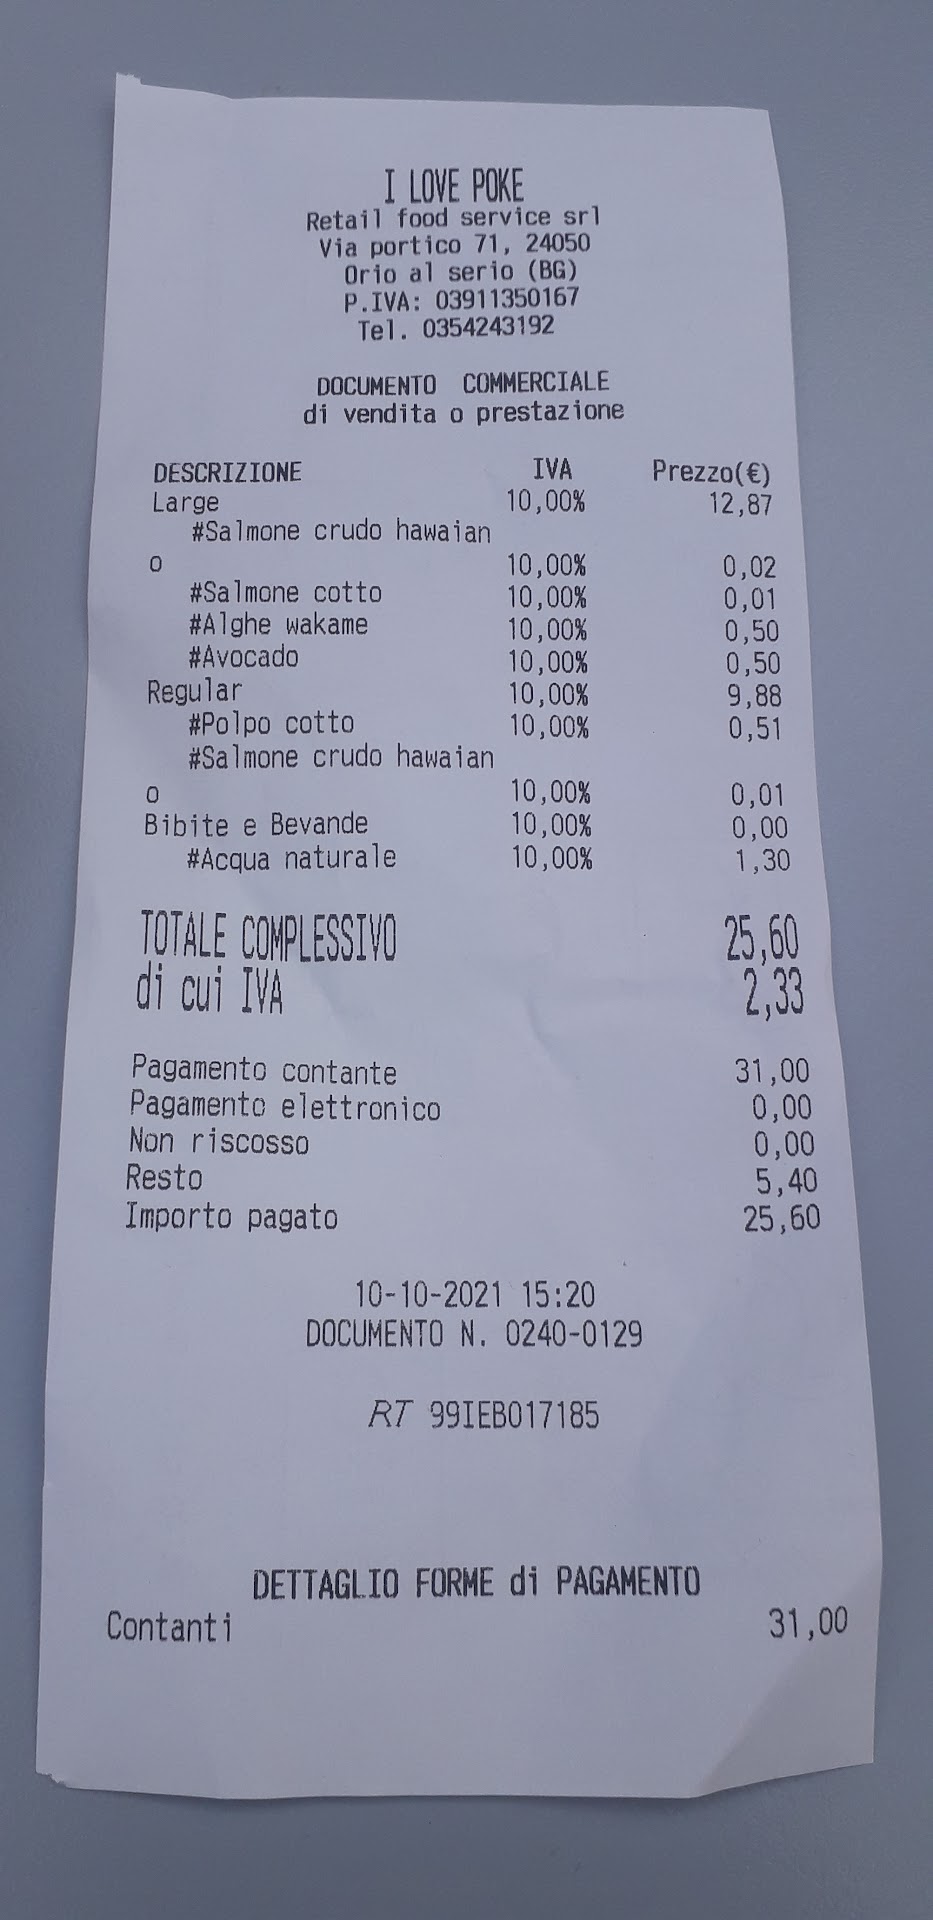 I LOVE POKE
Retail food service srl
Via portico 71, 24050
Orio al serio (BG)
P.IVA: 03911350167
Tel. 0354243192
DOCUMENTO COMMERCIALE
di vendita o prestazione
DESCRIZIONE IVA Prezzo(€)
Large 10,00% 12,87
#Salmone crudo hawaian
o 10,00% 0,02
#Salmone cotto 10,00% 0,01
#Alghe wakame 10,00% 0,50
#Avocado 10,00% 0,50
Regular 10,00% 9,88
#Polpo cotto 10,00% 0,51
#Salmone crudo hawaian
o 10,00% 0,01
Bibite e Bevande 10,00% 0,00
#Acqua naturale 10,00% 1,30
TOTALE COMPLESSIVO 25,60
di cui IVA 2,33
Pagamento contante 31,00
Pagamento elettronico 0,00
Non riscosso 0,00
Resto 5,40
Importo pagato 25,60
10-10-2021 15:20
DOCUMENTO N. 0240-0129
RT 99IEB017185
DETTAGLIO FORME di PAGAMENTO
Contanti 31,00